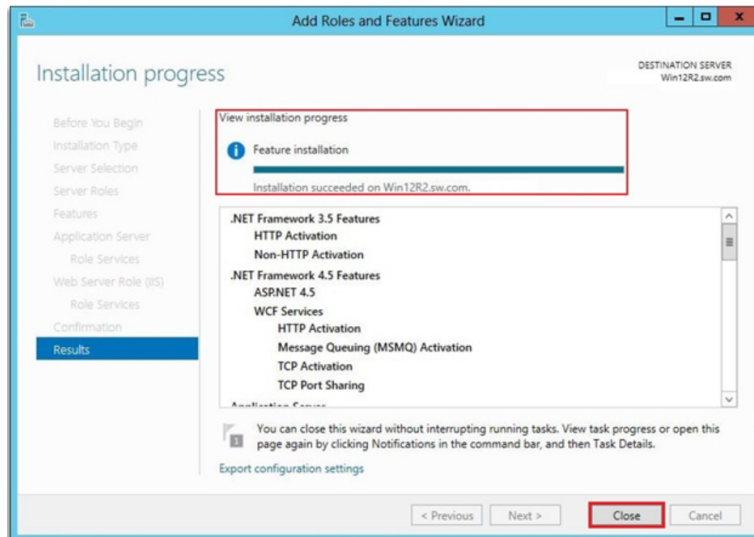 Add Roles and Features Wizard
Installation progress
DESTINATION SERVER
Win12R2.sw.com
Before You Begin
Installation Type
Server Selection
Server Roles
Features
Application Server
Role Services
Web Server Role (IIS)
Role Services
Confirmation
Results
View installation progress
Feature installation
Installation succeeded on Win12R2.sw.com.
.NET Framework 3.5 Features
HTTP Activation
Non-HTTP Activation
.NET Framework 4.5 Features
ASP.NET 4.5
WCF Services
HTTP Activation
Message Queuing (MSMQ) Activation
TCP Activation
TCP Port Sharing
Application Server
1
You can close this wizard without interrupting running tasks. View task progress or open this
page again by clicking Notifications in the command bar, and then Task Details.
Export configuration settings
< Previous
Next >
Close
Cancel